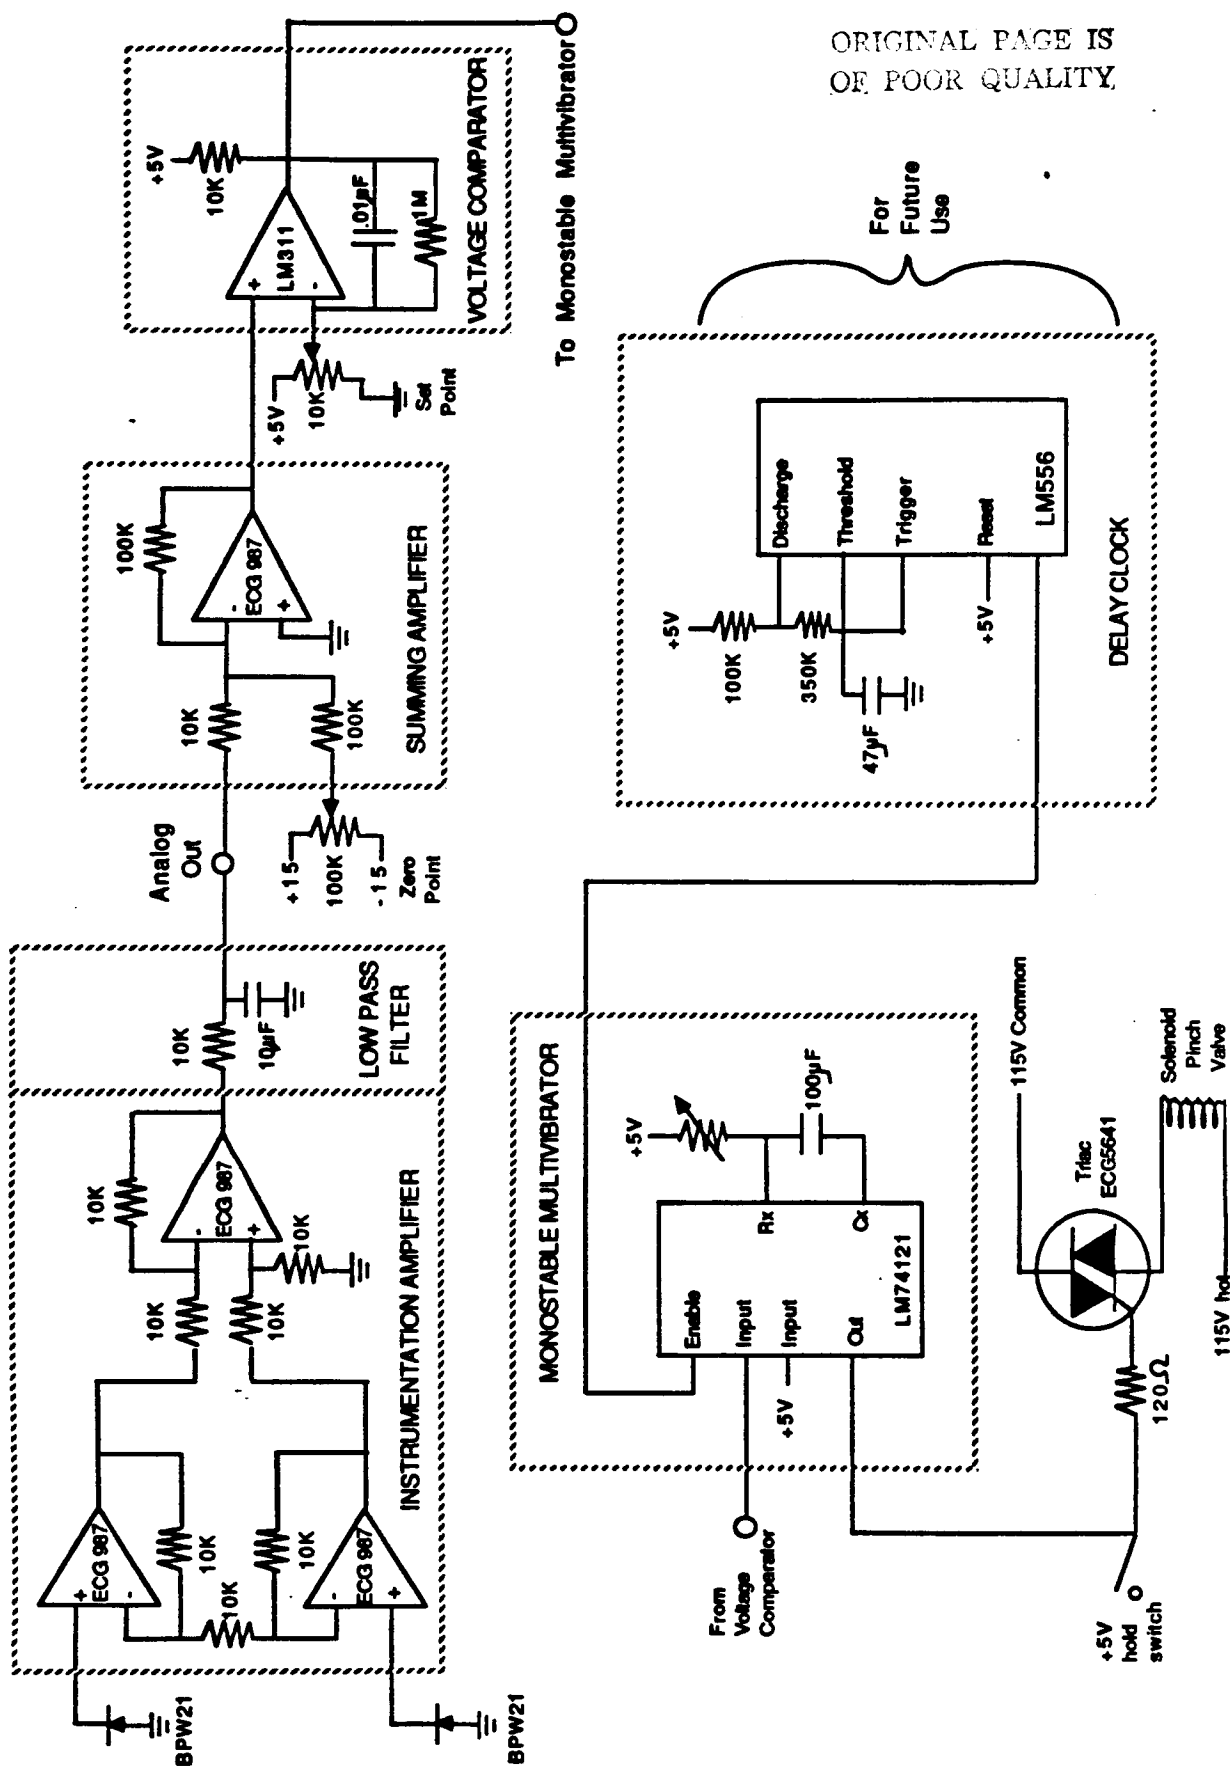 ORIGINAL PAGE IS
OF POOR QUALITY
BPW21
BPW21
ECG 987
+
-
10K
10K
10K
ECG 987
-
+
10K
10K
10K
ECG 987
-
+
10K
INSTRUMENTATION AMPLIFIER
10K
10µF
LOW PASS
FILTER
Analog
Out
+15
100K
-15
Zero
Point
10K
100K
100K
ECG 987
-
+
SUMMING AMPLIFIER
+5V
10K
Set
Point
+5V
10K
LM311
+
-
.01µF
1M
VOLTAGE COMPARATOR
To Monostable Multivibrator
From
Voltage
Comparator
MONOSTABLE MULTIVIBRATOR
Enable
Input
Input
+5V
Out
Rx
Cx
LM74121
+5V
100µF
+5V
hold
switch
120Ω
Triac
ECG5641
115V Common
Solenoid
Pinch
Valve
115V hot
+5V
100K
350K
47µF
Discharge
Threshold
Trigger
Reset
+5V
LM556
DELAY CLOCK
For
Future
Use